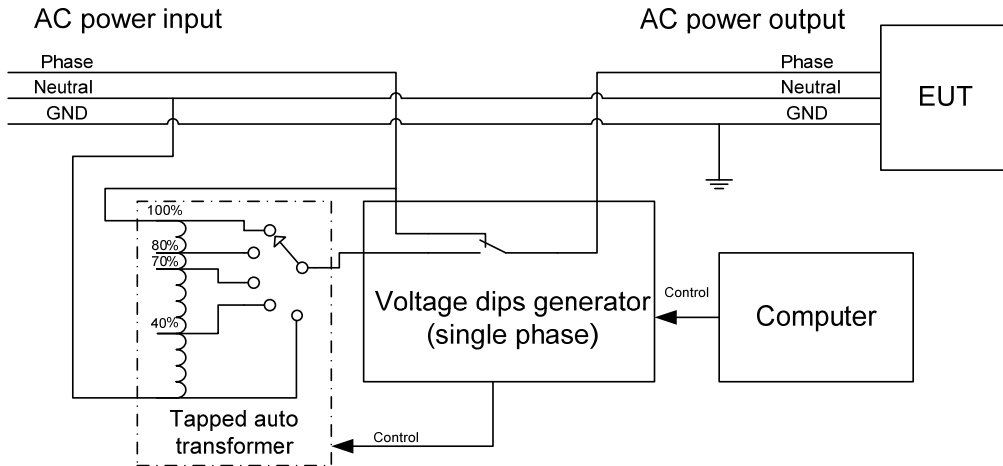 AC power input
AC power output
Phase
Phase
Neutral
Neutral
GND
GND
EUT
100%
80%
70%
40%
Voltage dips generator
(single phase)
Control
Computer
Tapped auto
transformer
Control